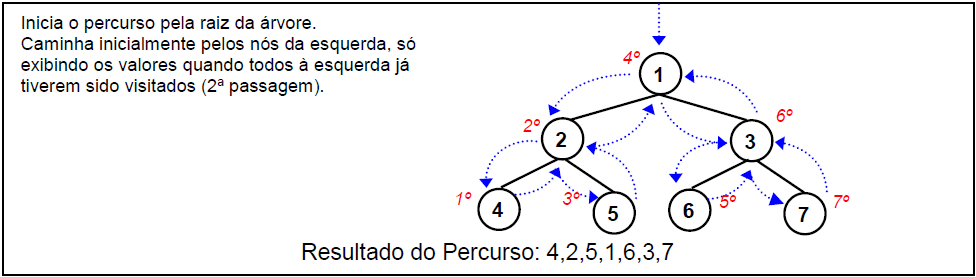 Inicia o percurso pela raiz da árvore.
Caminha inicialmente pelos nós da esquerda, só
exibindo os valores quando todos à esquerda já
tiverem sido visitados (2ª passagem).
4º
1
2º
6º
2
3
1º
4
3º
5
6
5º
7
7º
Resultado do Percurso: 4,2,5,1,6,3,7